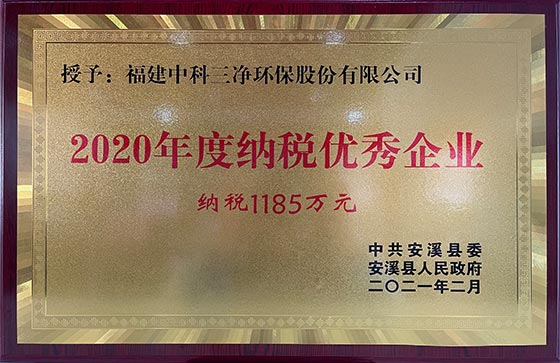 授予：福建中科三净环保股份有限公司
2020年度纳税优秀企业
纳税1185万元
中共安溪县委
安溪县人民政府
二〇二一年二月